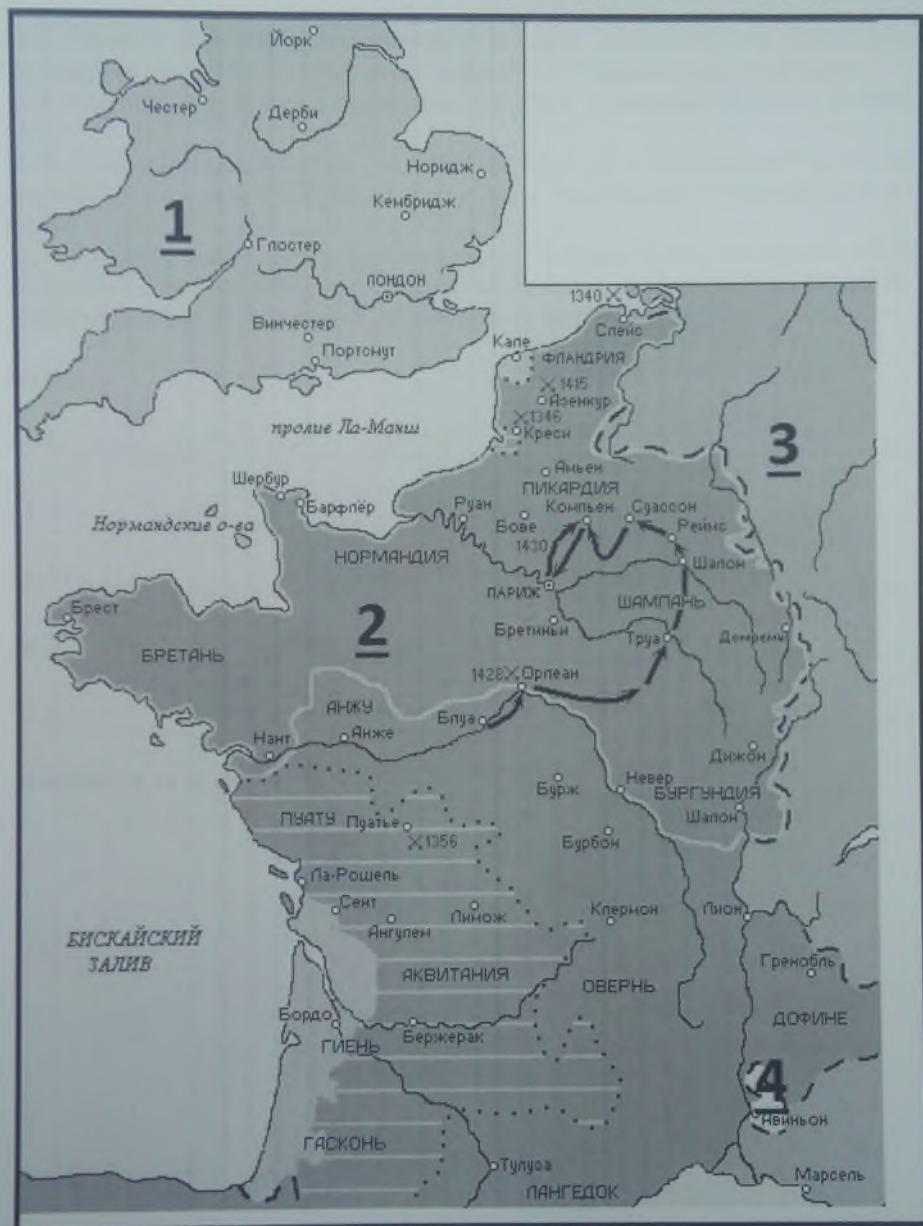 Йорк
Честер
Дерби
Норидж
Кембридж
1
Глостер
ЛОНДОН
1340
Слейс
Винчестер
Портсмут
Кале
ФЛАНДРИЯ
1415
Азенкур
1346
Креси
пролив Ла-Манш
3
Амьен
ПИКАРДИЯ
Шербур
Барфлёр
Руан
Бове
Компьен
Суассон
Реймс
Нормандские о-ва
1430
НОРМАНДИЯ
Шалон
ПАРИЖ
ШАМПАНЬ
Брест
Бретиньи
Труа
Домреми
2
БРЕТАНЬ
1428
Орлеан
АНЖУ
Блуа
Нант
Анже
Дижон
Бурж
Невер
БУРГУНДИЯ
Шалон
ПУАТУ
Пуатье
1356
Бурбон
Ла-Рошель
Сент
Лимож
Ангулем
Клермон
Лион
БИСКАЙСКИЙ
ЗАЛИВ
Гренобль
АКВИТАНИЯ
ОВЕРНЬ
Бордо
Бержерак
ГИЕНЬ
ДОФИНЕ
4
Авиньон
ГАСКОНЬ
Тулуза
Марсель
ЛАНГЕДОК